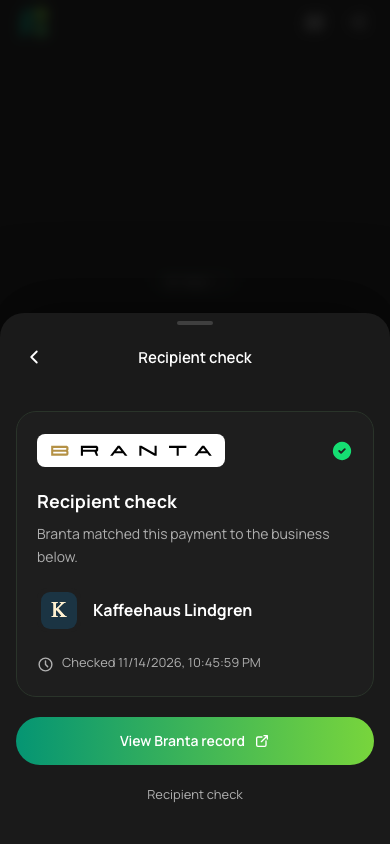 Recipient check
BRANTA
Recipient check
Branta matched this payment to the business
below.
K
Kaffeehaus Lindgren
Checked 11/14/2026, 10:45:59 PM
View Branta record
Recipient check